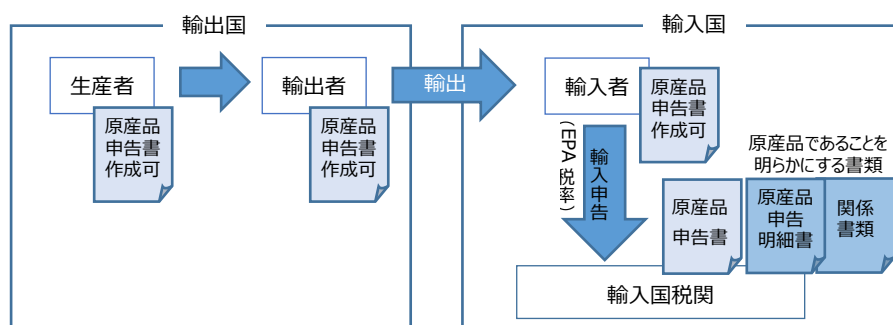 輸出国
生産者
原産品
申告書
作成可
輸出者
原産品
申告書
作成可
輸出
輸入国
輸入者
原産品
申告書
作成可
輸入申告
(EPA税率)
原産品であることを
明らかにする書類
原産品
申告書
原産品
申告
明細書
関係
書類
輸入国税関